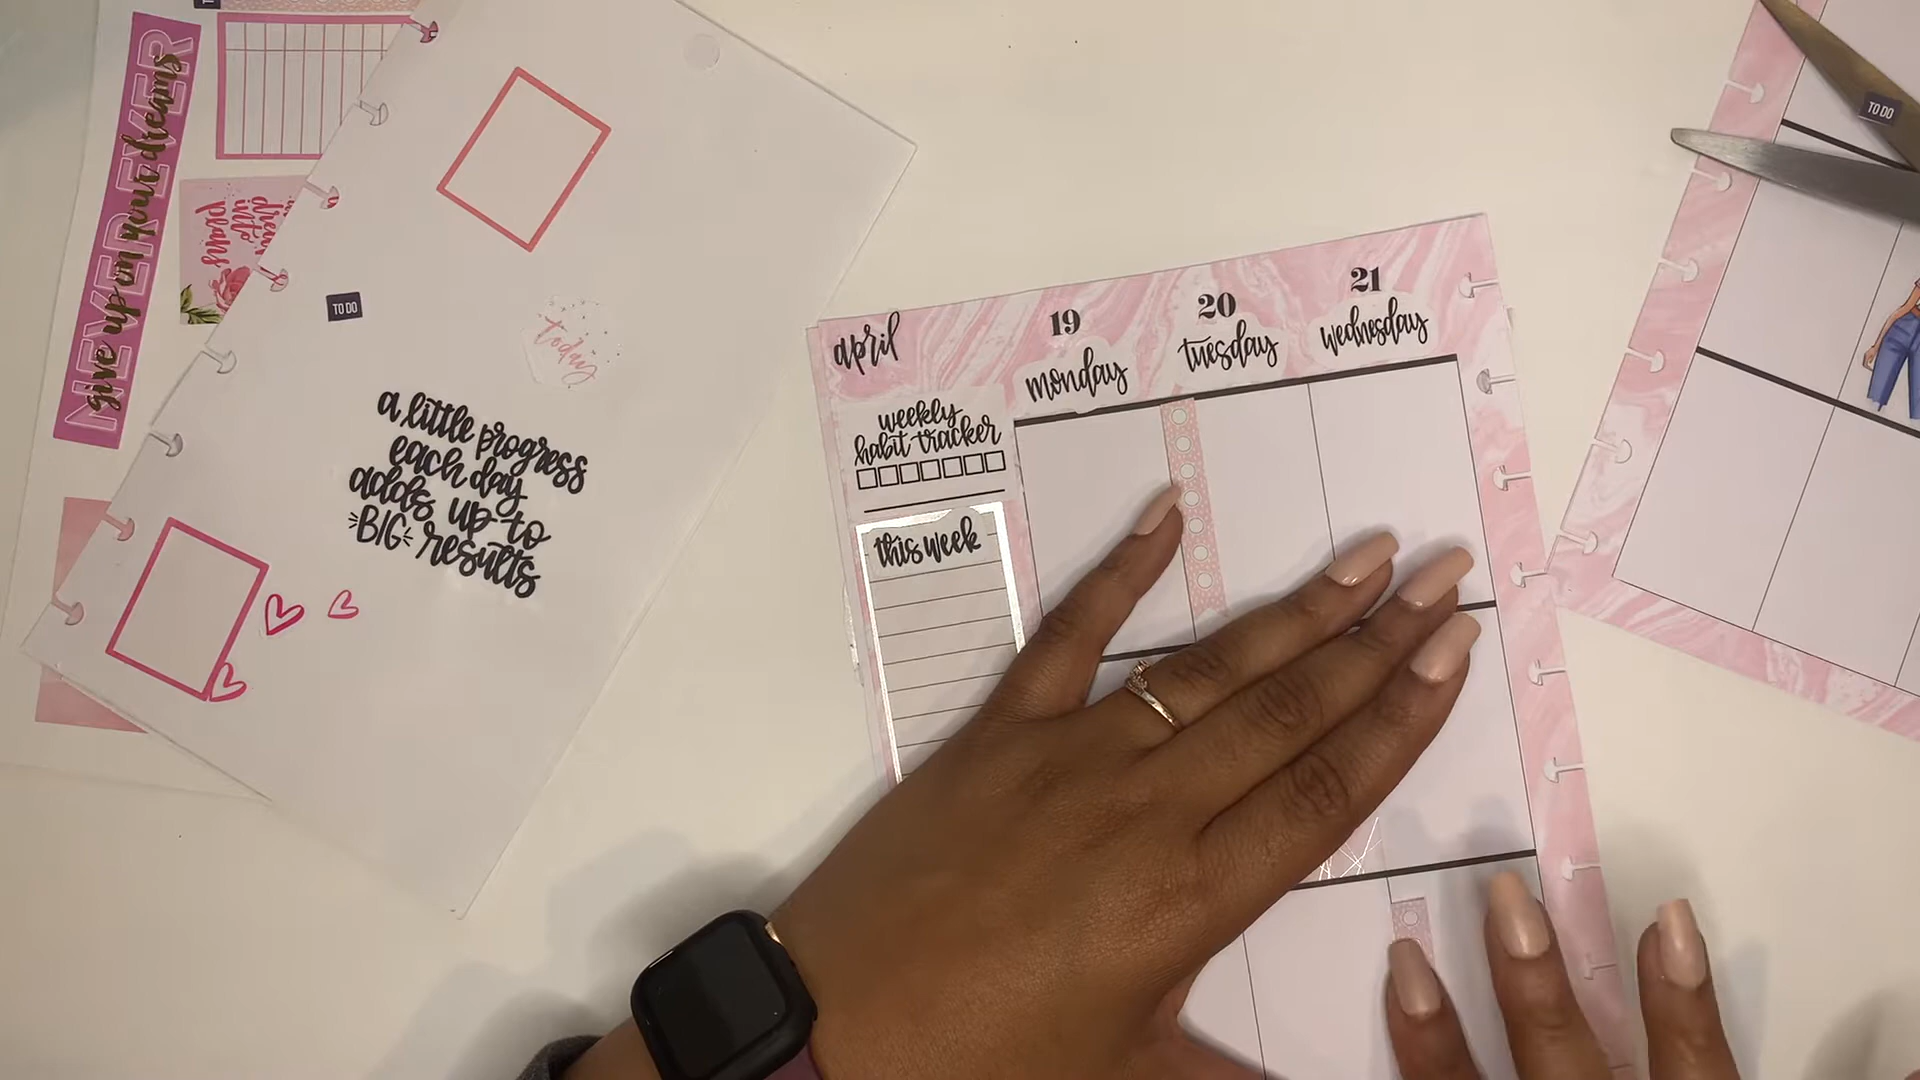 NEVER EVER
give up on your dreams
into
plans
TO DO
today
a little progress
each day
adds up to
BIG results
april
19
monday
20
tuesday
21
wednesday
weekly
habit tracker
this week
TO DO